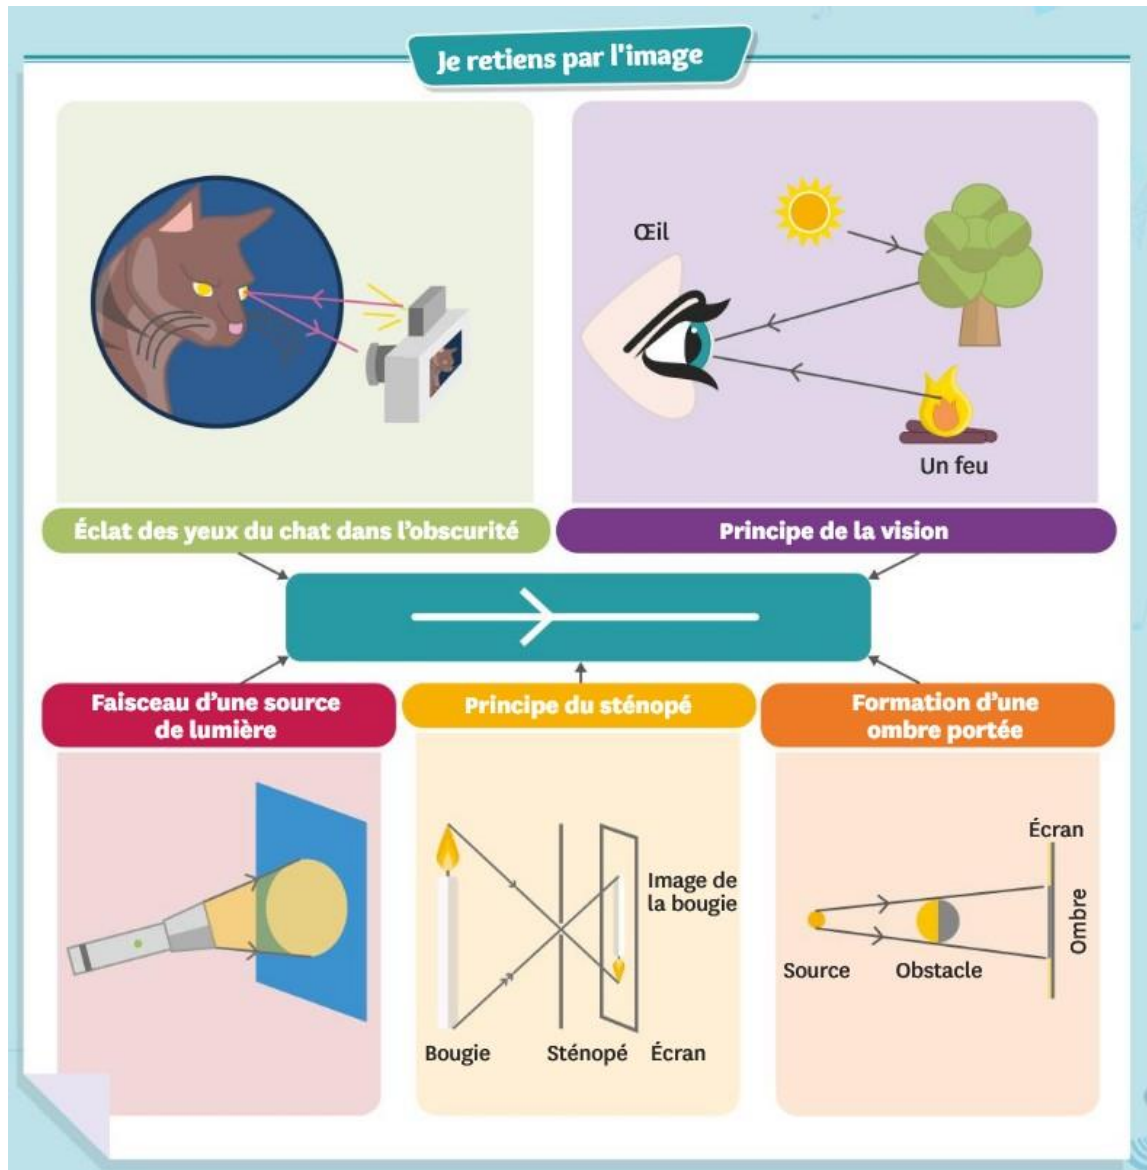 Je retiens par l'image
Œil
Un feu
Éclat des yeux du chat dans l'obscurité
Principe de la vision
Faisceau d'une source
de lumière
Principe du sténopé
Formation d'une
ombre portée
Image de
la bougie
Bougie
Sténopé
Écran
Écran
Ombre
Source
Obstacle